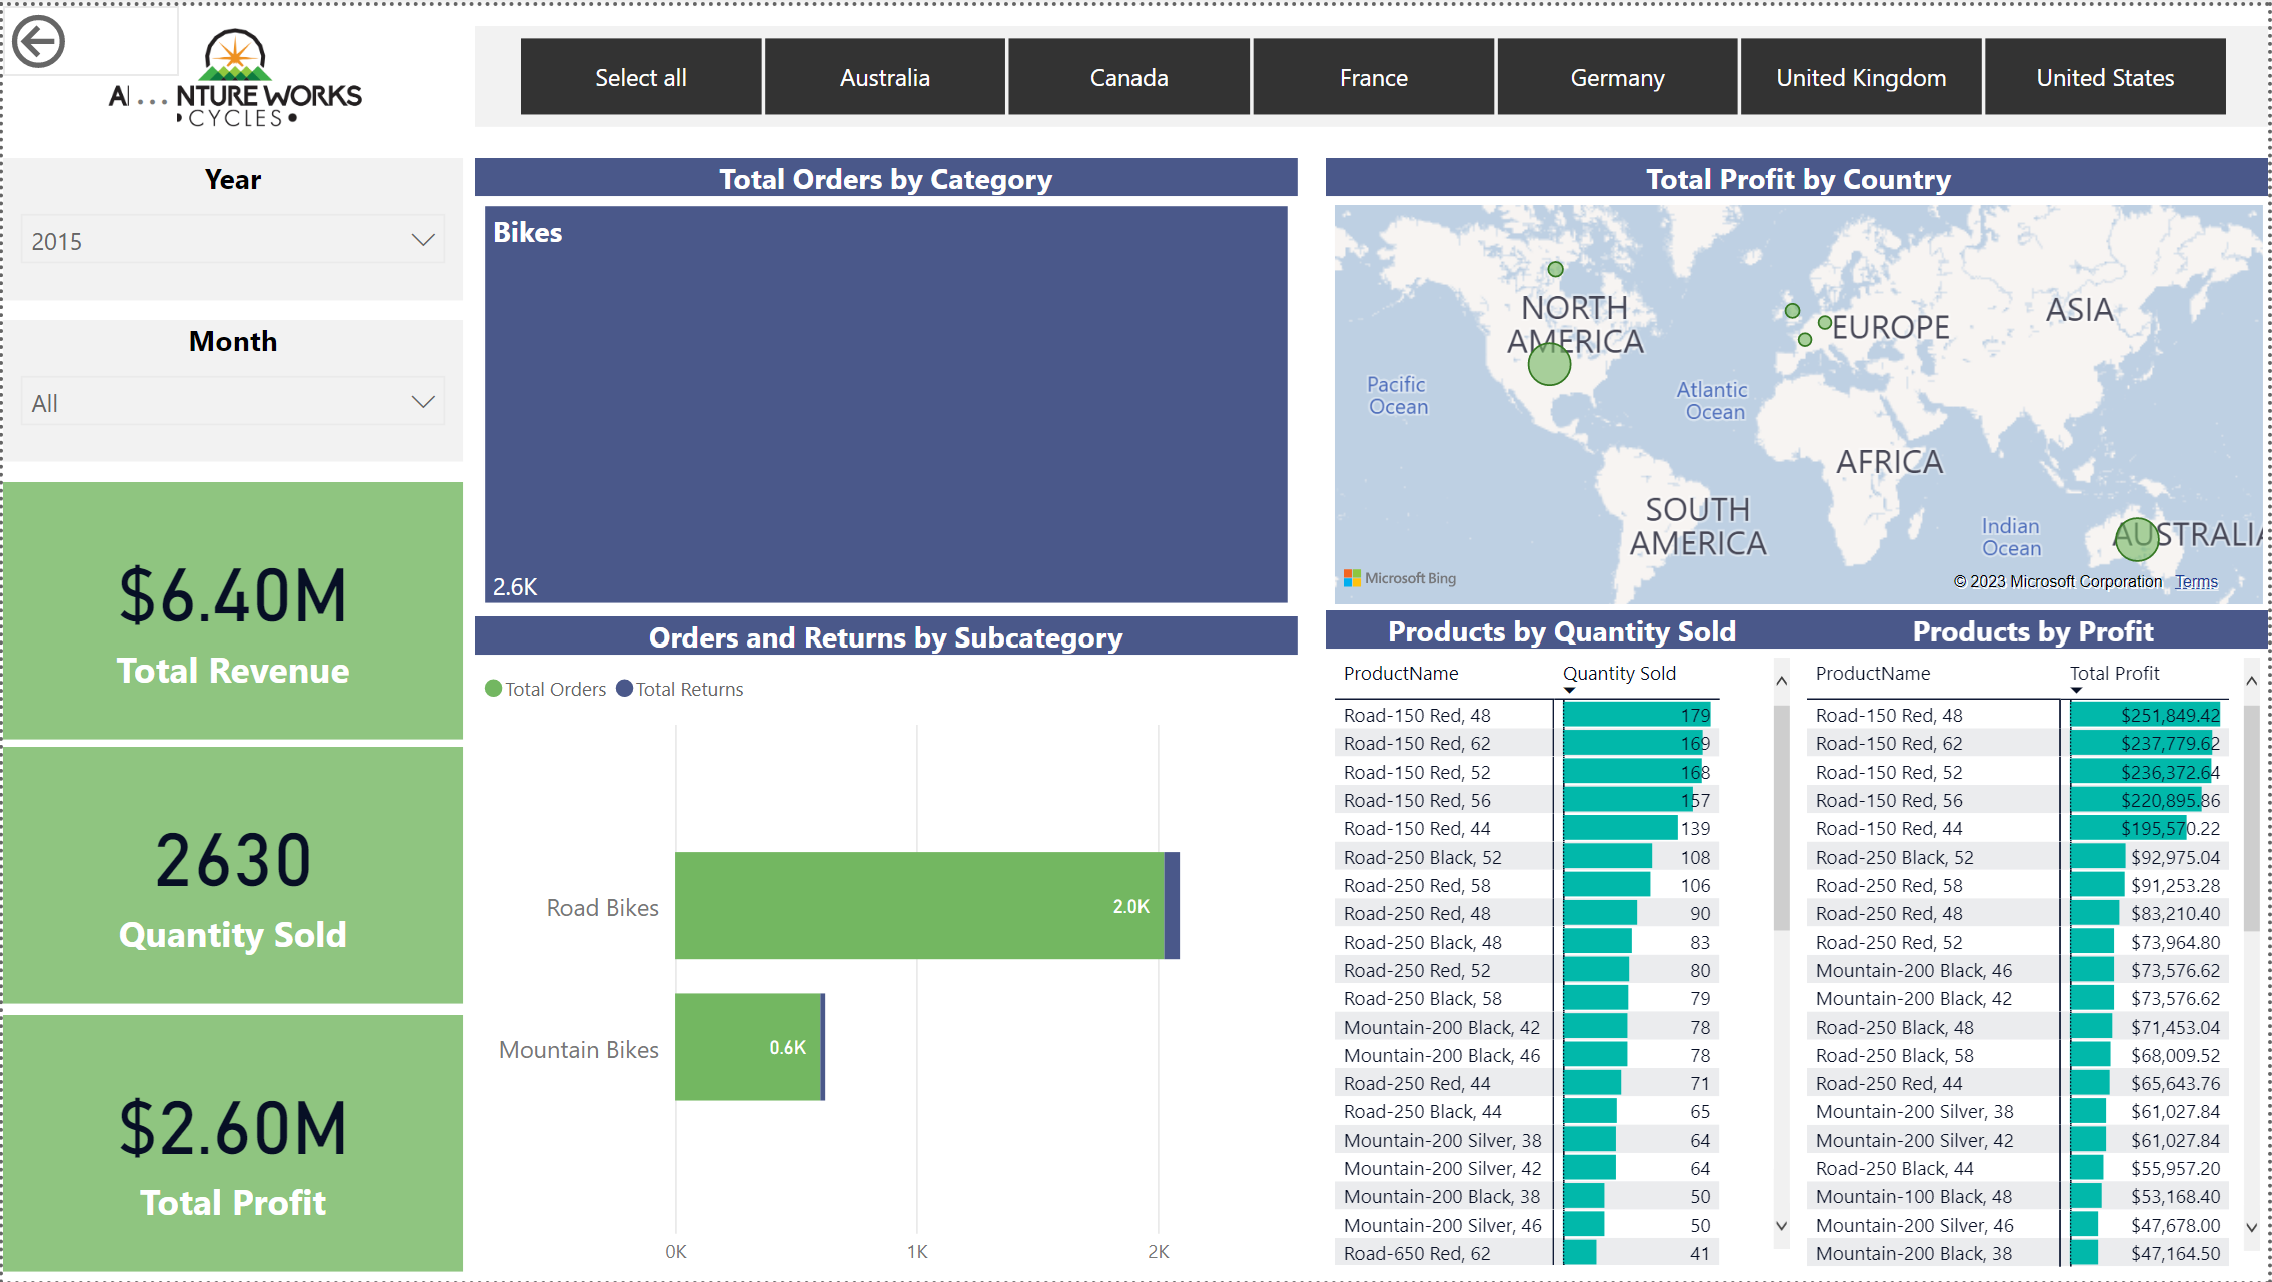 A ... NTURE WORKS
•CYCLES•
Select all
Australia
Canada
France
Germany
United Kingdom
United States
Year
2015
Month
All
$6.40M
Total Revenue
2630
Quantity Sold
$2.60M
Total Profit
Total Orders by Category
Bikes
2.6K
Orders and Returns by Subcategory
Total Orders Total Returns
Road Bikes 2.0K
Mountain Bikes 0.6K
0K 1K 2K
Total Profit by Country
NORTH
AMERICA
EUROPE
ASIA
Pacific
Ocean
Atlantic
Ocean
AFRICA
SOUTH
AMERICA
Indian
Ocean
AUSTRALIA
Microsoft Bing
© 2023 Microsoft Corporation Terms
Products by Quantity Sold
ProductName Quantity Sold
Road-150 Red, 48 179
Road-150 Red, 62 169
Road-150 Red, 52 168
Road-150 Red, 56 157
Road-150 Red, 44 139
Road-250 Black, 52 108
Road-250 Red, 58 106
Road-250 Red, 48 90
Road-250 Black, 48 83
Road-250 Red, 52 80
Road-250 Black, 58 79
Mountain-200 Black, 42 78
Mountain-200 Black, 46 78
Road-250 Red, 44 71
Road-250 Black, 44 65
Mountain-200 Silver, 38 64
Mountain-200 Silver, 42 64
Mountain-200 Black, 38 50
Mountain-200 Silver, 46 50
Road-650 Red, 62 41
Products by Profit
ProductName Total Profit
Road-150 Red, 48 $251,849.42
Road-150 Red, 62 $237,779.62
Road-150 Red, 52 $236,372.64
Road-150 Red, 56 $220,895.86
Road-150 Red, 44 $195,570.22
Road-250 Black, 52 $92,975.04
Road-250 Red, 58 $91,253.28
Road-250 Red, 48 $83,210.40
Road-250 Red, 52 $73,964.80
Mountain-200 Black, 46 $73,576.62
Mountain-200 Black, 42 $73,576.62
Road-250 Black, 48 $71,453.04
Road-250 Black, 58 $68,009.52
Road-250 Red, 44 $65,643.76
Mountain-200 Silver, 38 $61,027.84
Mountain-200 Silver, 42 $61,027.84
Road-250 Black, 44 $55,957.20
Mountain-100 Black, 48 $53,168.40
Mountain-200 Silver, 46 $47,678.00
Mountain-200 Black, 38 $47,164.50